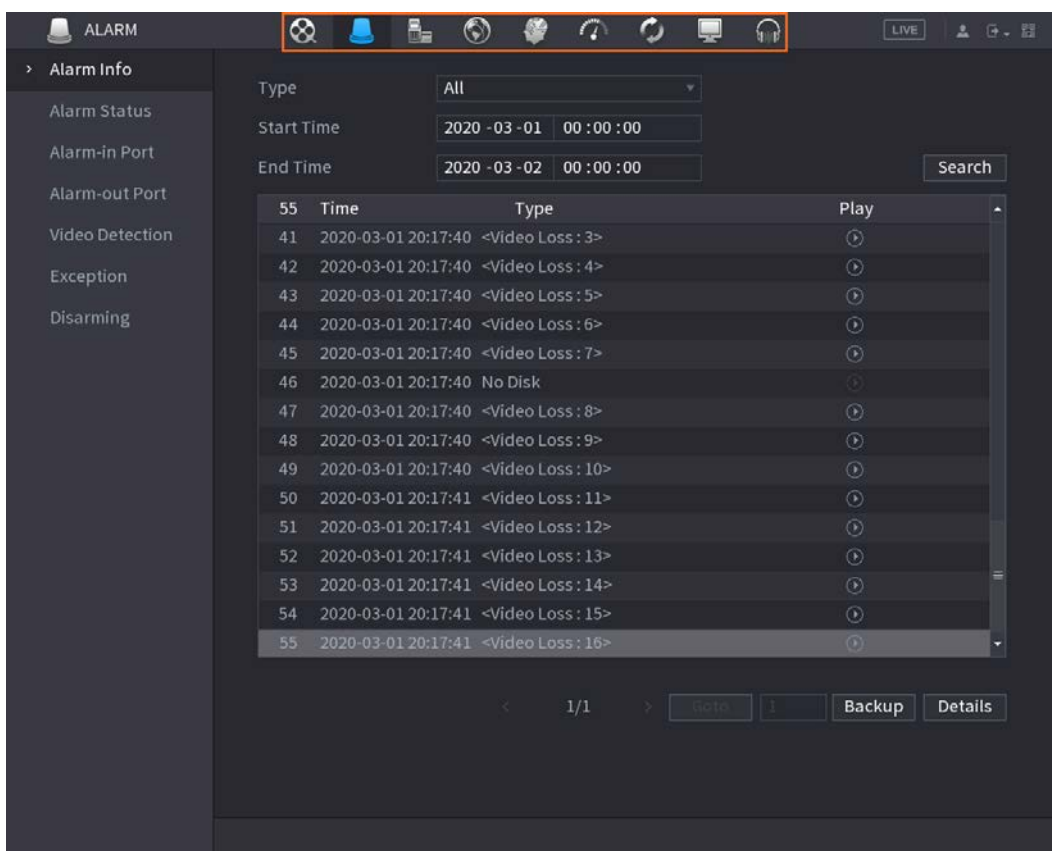 ALARM LIVE
Alarm Info
Alarm Status
Alarm-in Port
Alarm-out Port
Video Detection
Exception
Disarming
Type All
Start Time 2020 -03 -01 00 : 00 : 00
End Time 2020 -03 -02 00 : 00 : 00
Search
55 Time Type Play
41 2020-03-01 20:17:40 <Video Loss : 3>
42 2020-03-01 20:17:40 <Video Loss : 4>
43 2020-03-01 20:17:40 <Video Loss : 5>
44 2020-03-01 20:17:40 <Video Loss : 6>
45 2020-03-01 20:17:40 <Video Loss : 7>
46 2020-03-01 20:17:40 No Disk
47 2020-03-01 20:17:40 <Video Loss : 8>
48 2020-03-01 20:17:40 <Video Loss : 9>
49 2020-03-01 20:17:40 <Video Loss : 10>
50 2020-03-01 20:17:41 <Video Loss : 11>
51 2020-03-01 20:17:41 <Video Loss : 12>
52 2020-03-01 20:17:41 <Video Loss : 13>
53 2020-03-01 20:17:41 <Video Loss : 14>
54 2020-03-01 20:17:41 <Video Loss : 15>
55 2020-03-01 20:17:41 <Video Loss : 16>
< 1/1 > Goto 1 Backup Details